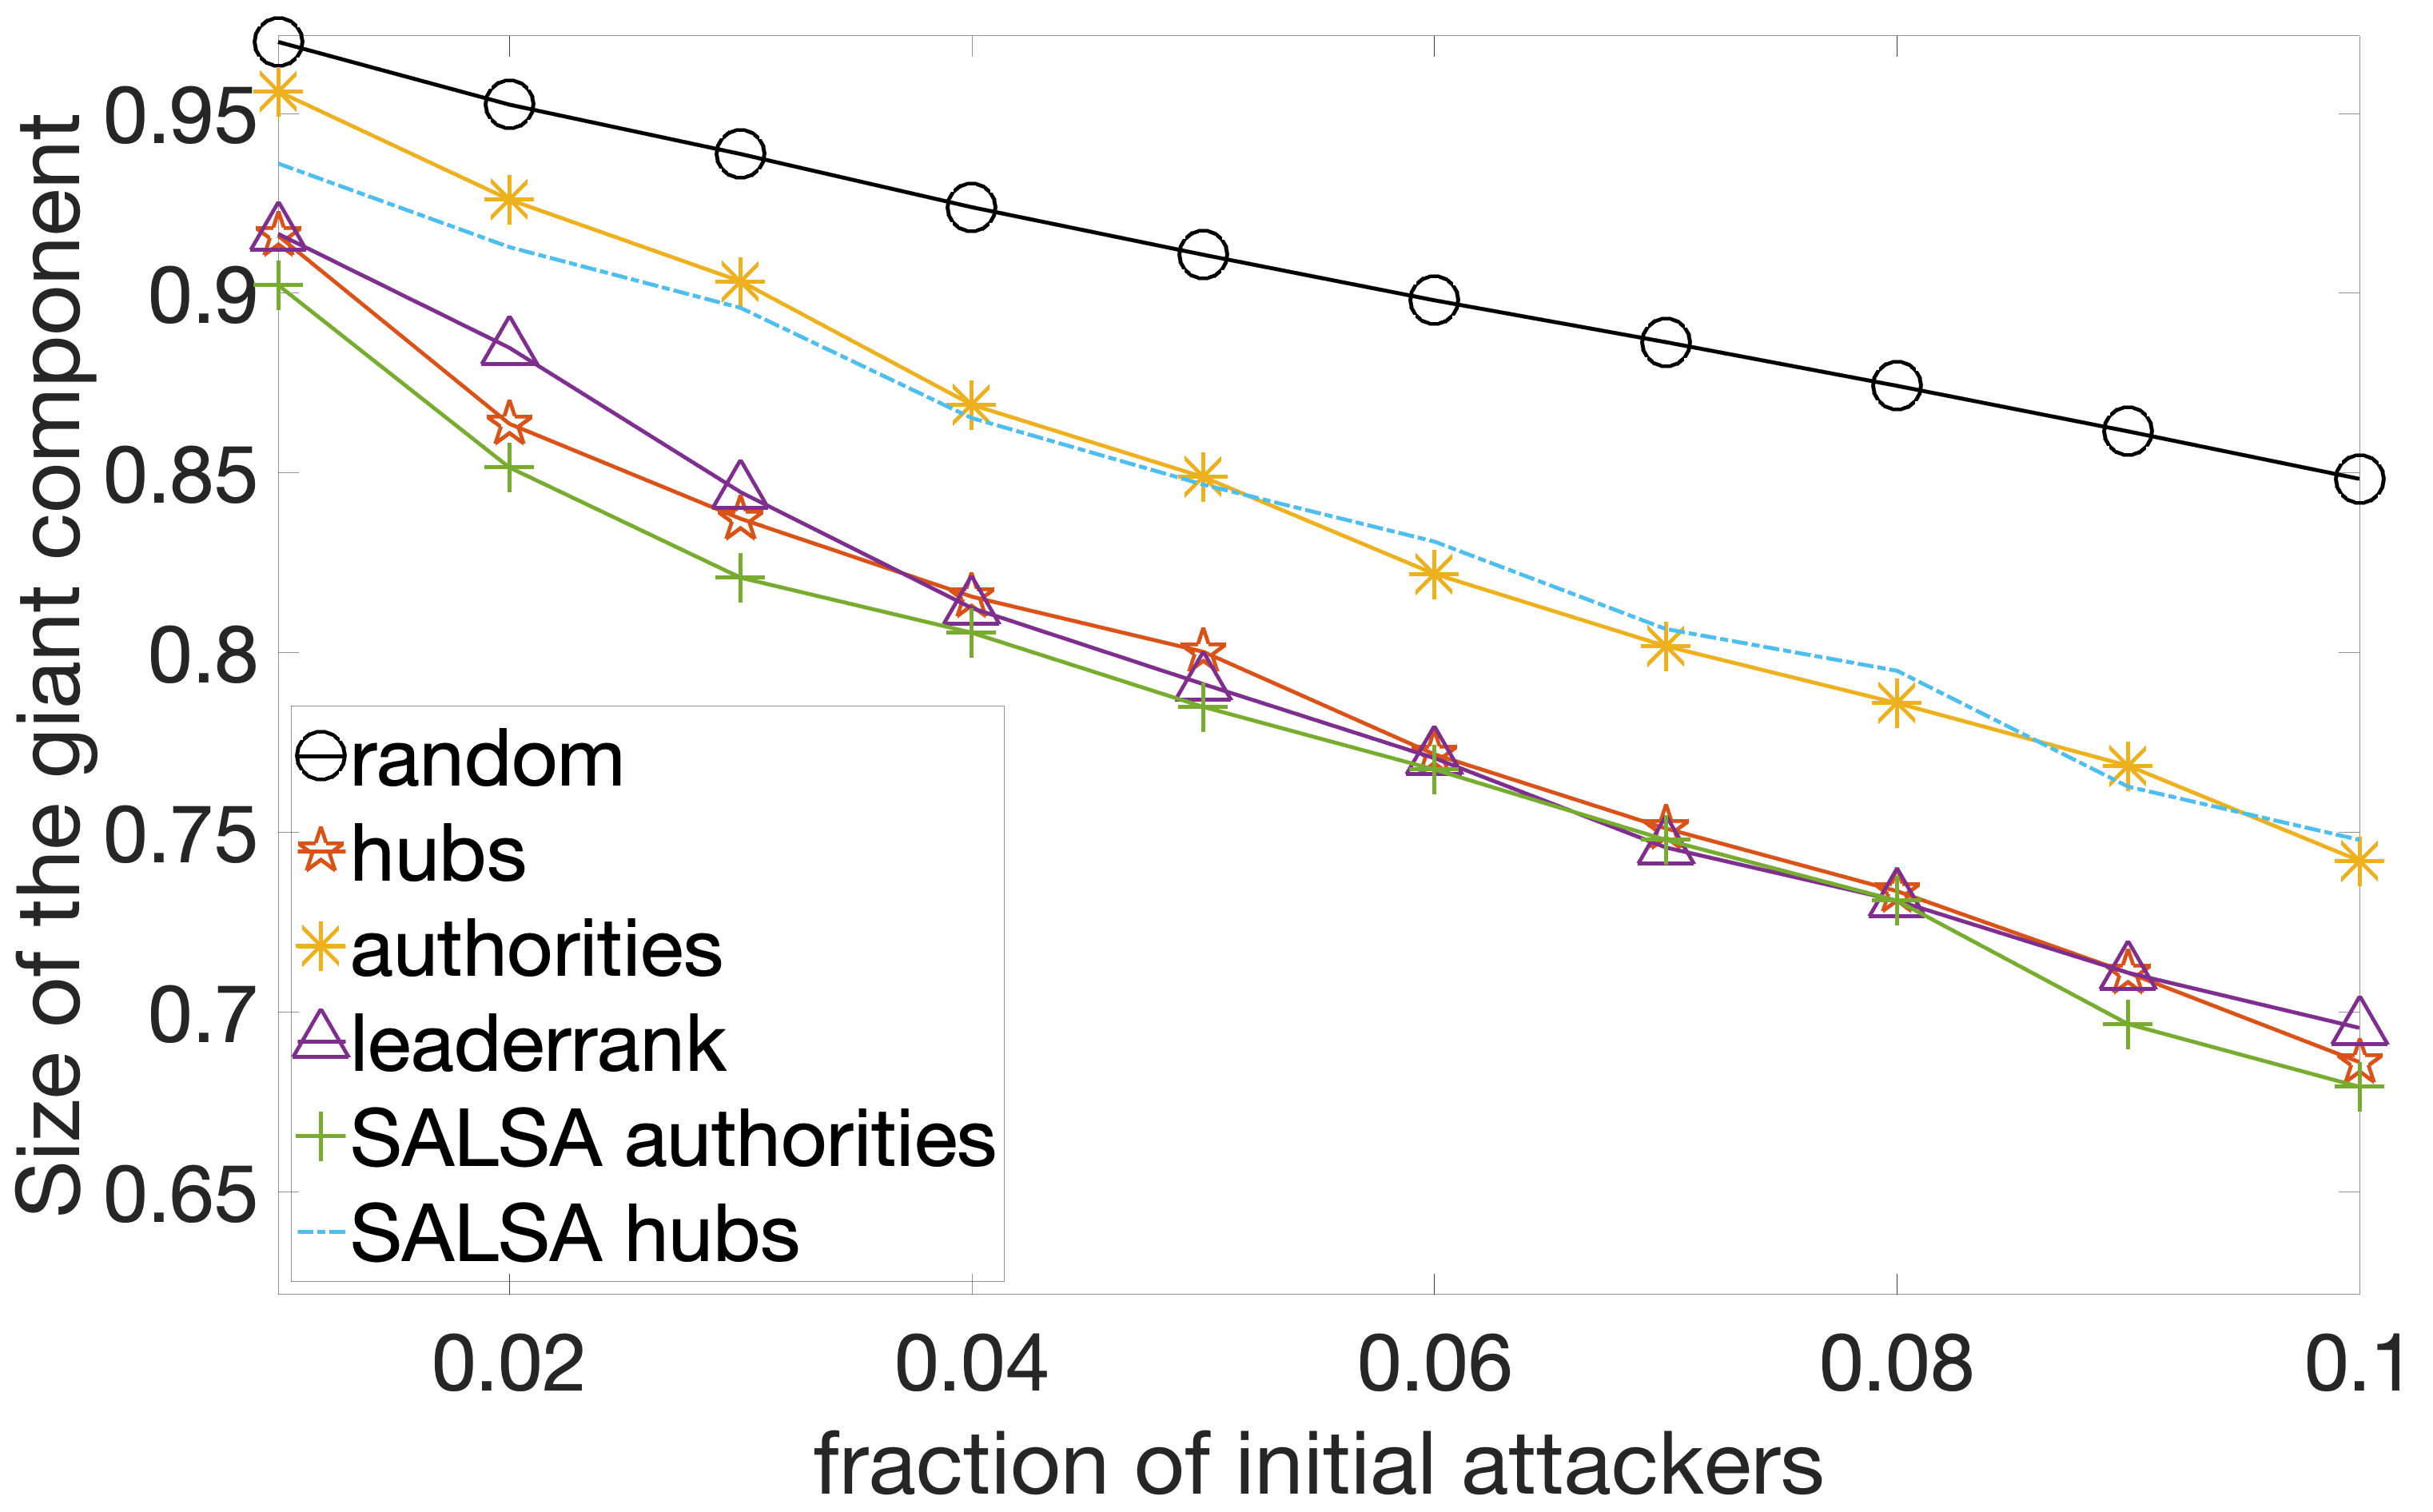 Size of the giant component
0.95
0.9
0.85
0.8
0.75
0.7
0.65
random
hubs
authorities
leaderrank
SALSA authorities
SALSA hubs
0.02
0.04
0.06
0.08
0.1
fraction of initial attackers